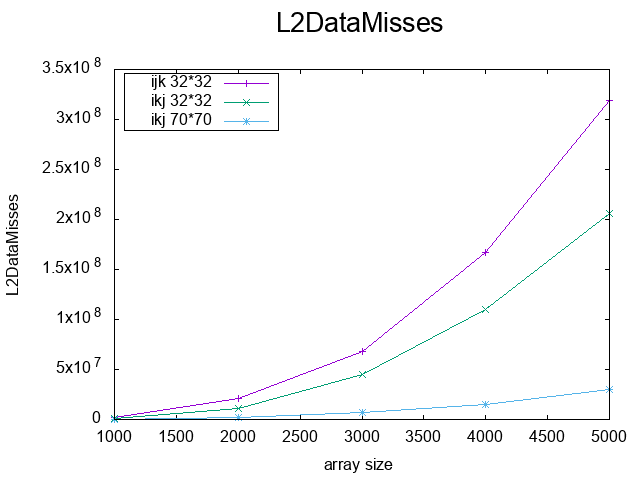 L2DataMisses
3.5x10^8
3x10^8
2.5x10^8
2x10^8
1.5x10^8
1x10^8
5x10^7
0
L2DataMisses
ijk 32*32
ikj 32*32
ikj 70*70
1000 1500 2000 2500 3000 3500 4000 4500 5000
array size